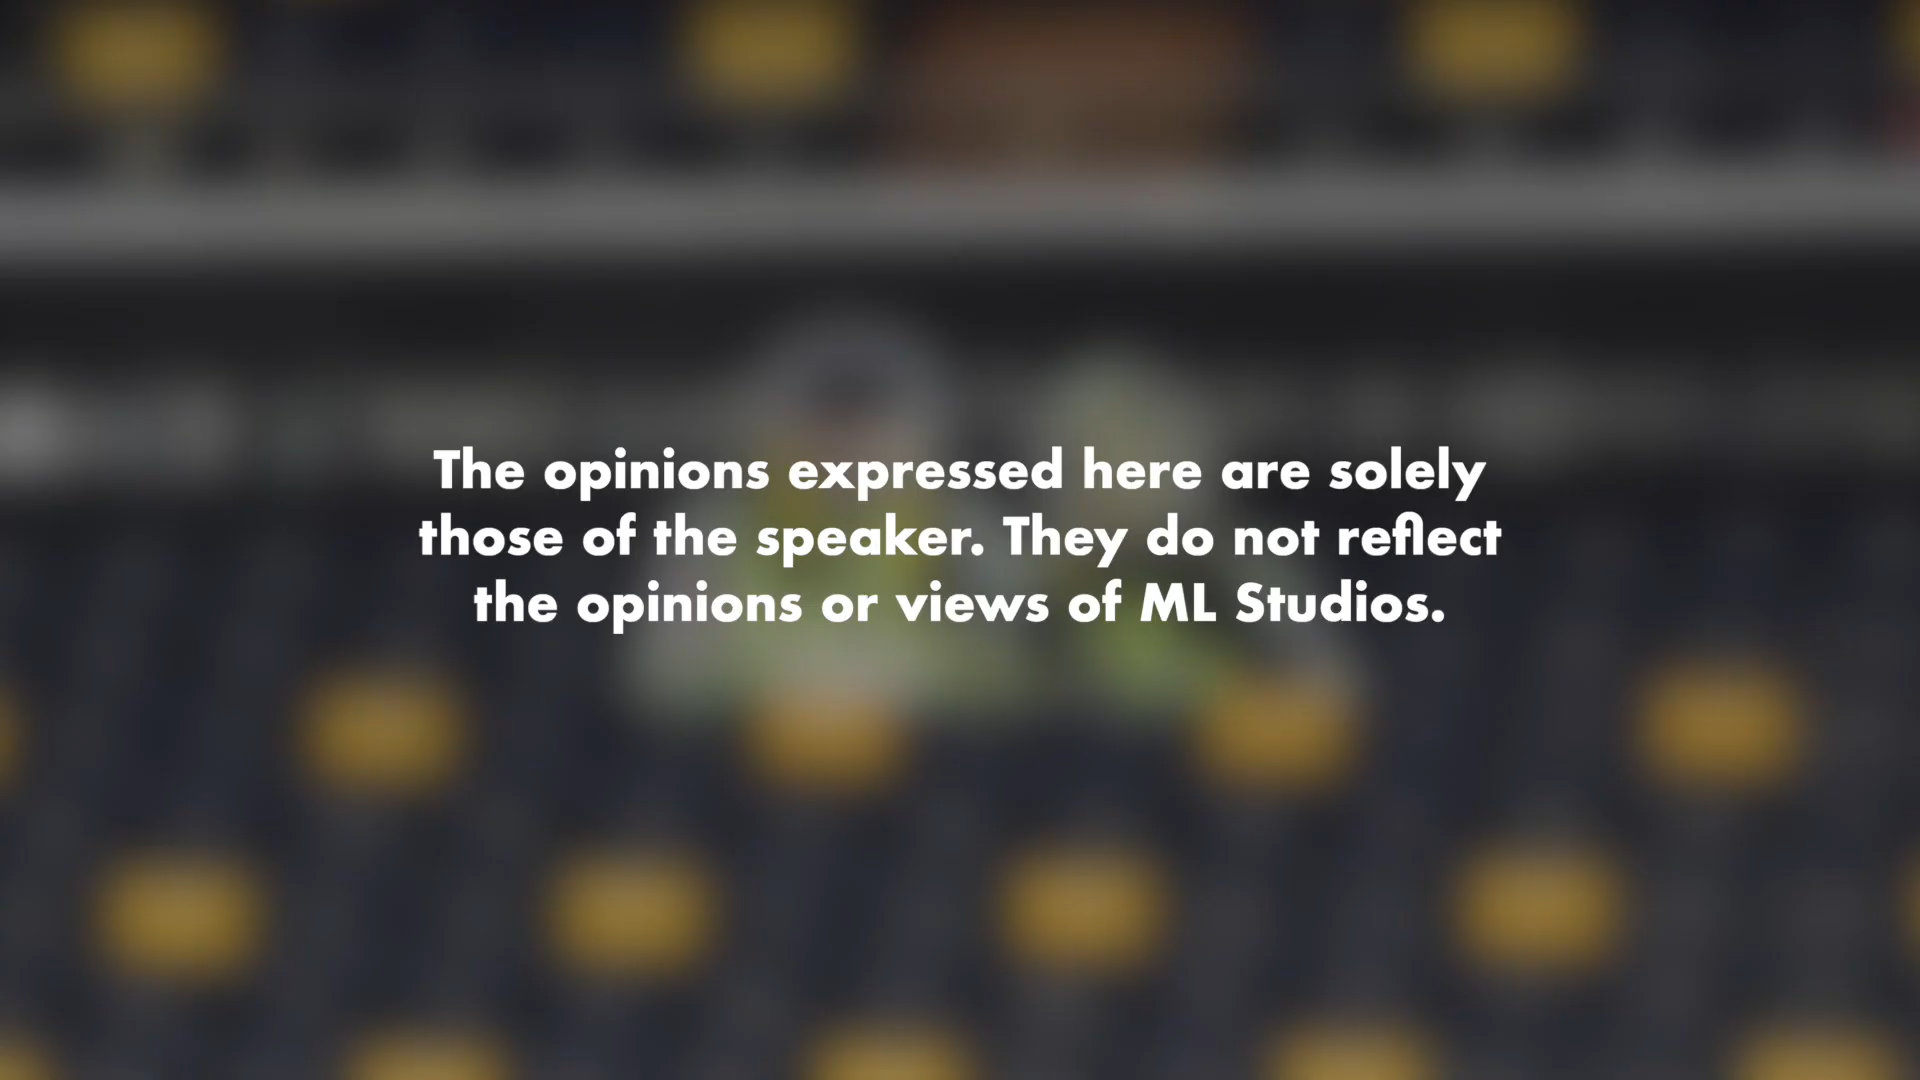 The opinions expressed here are solely
those of the speaker. They do not reflect
the opinions or views of ML Studios.